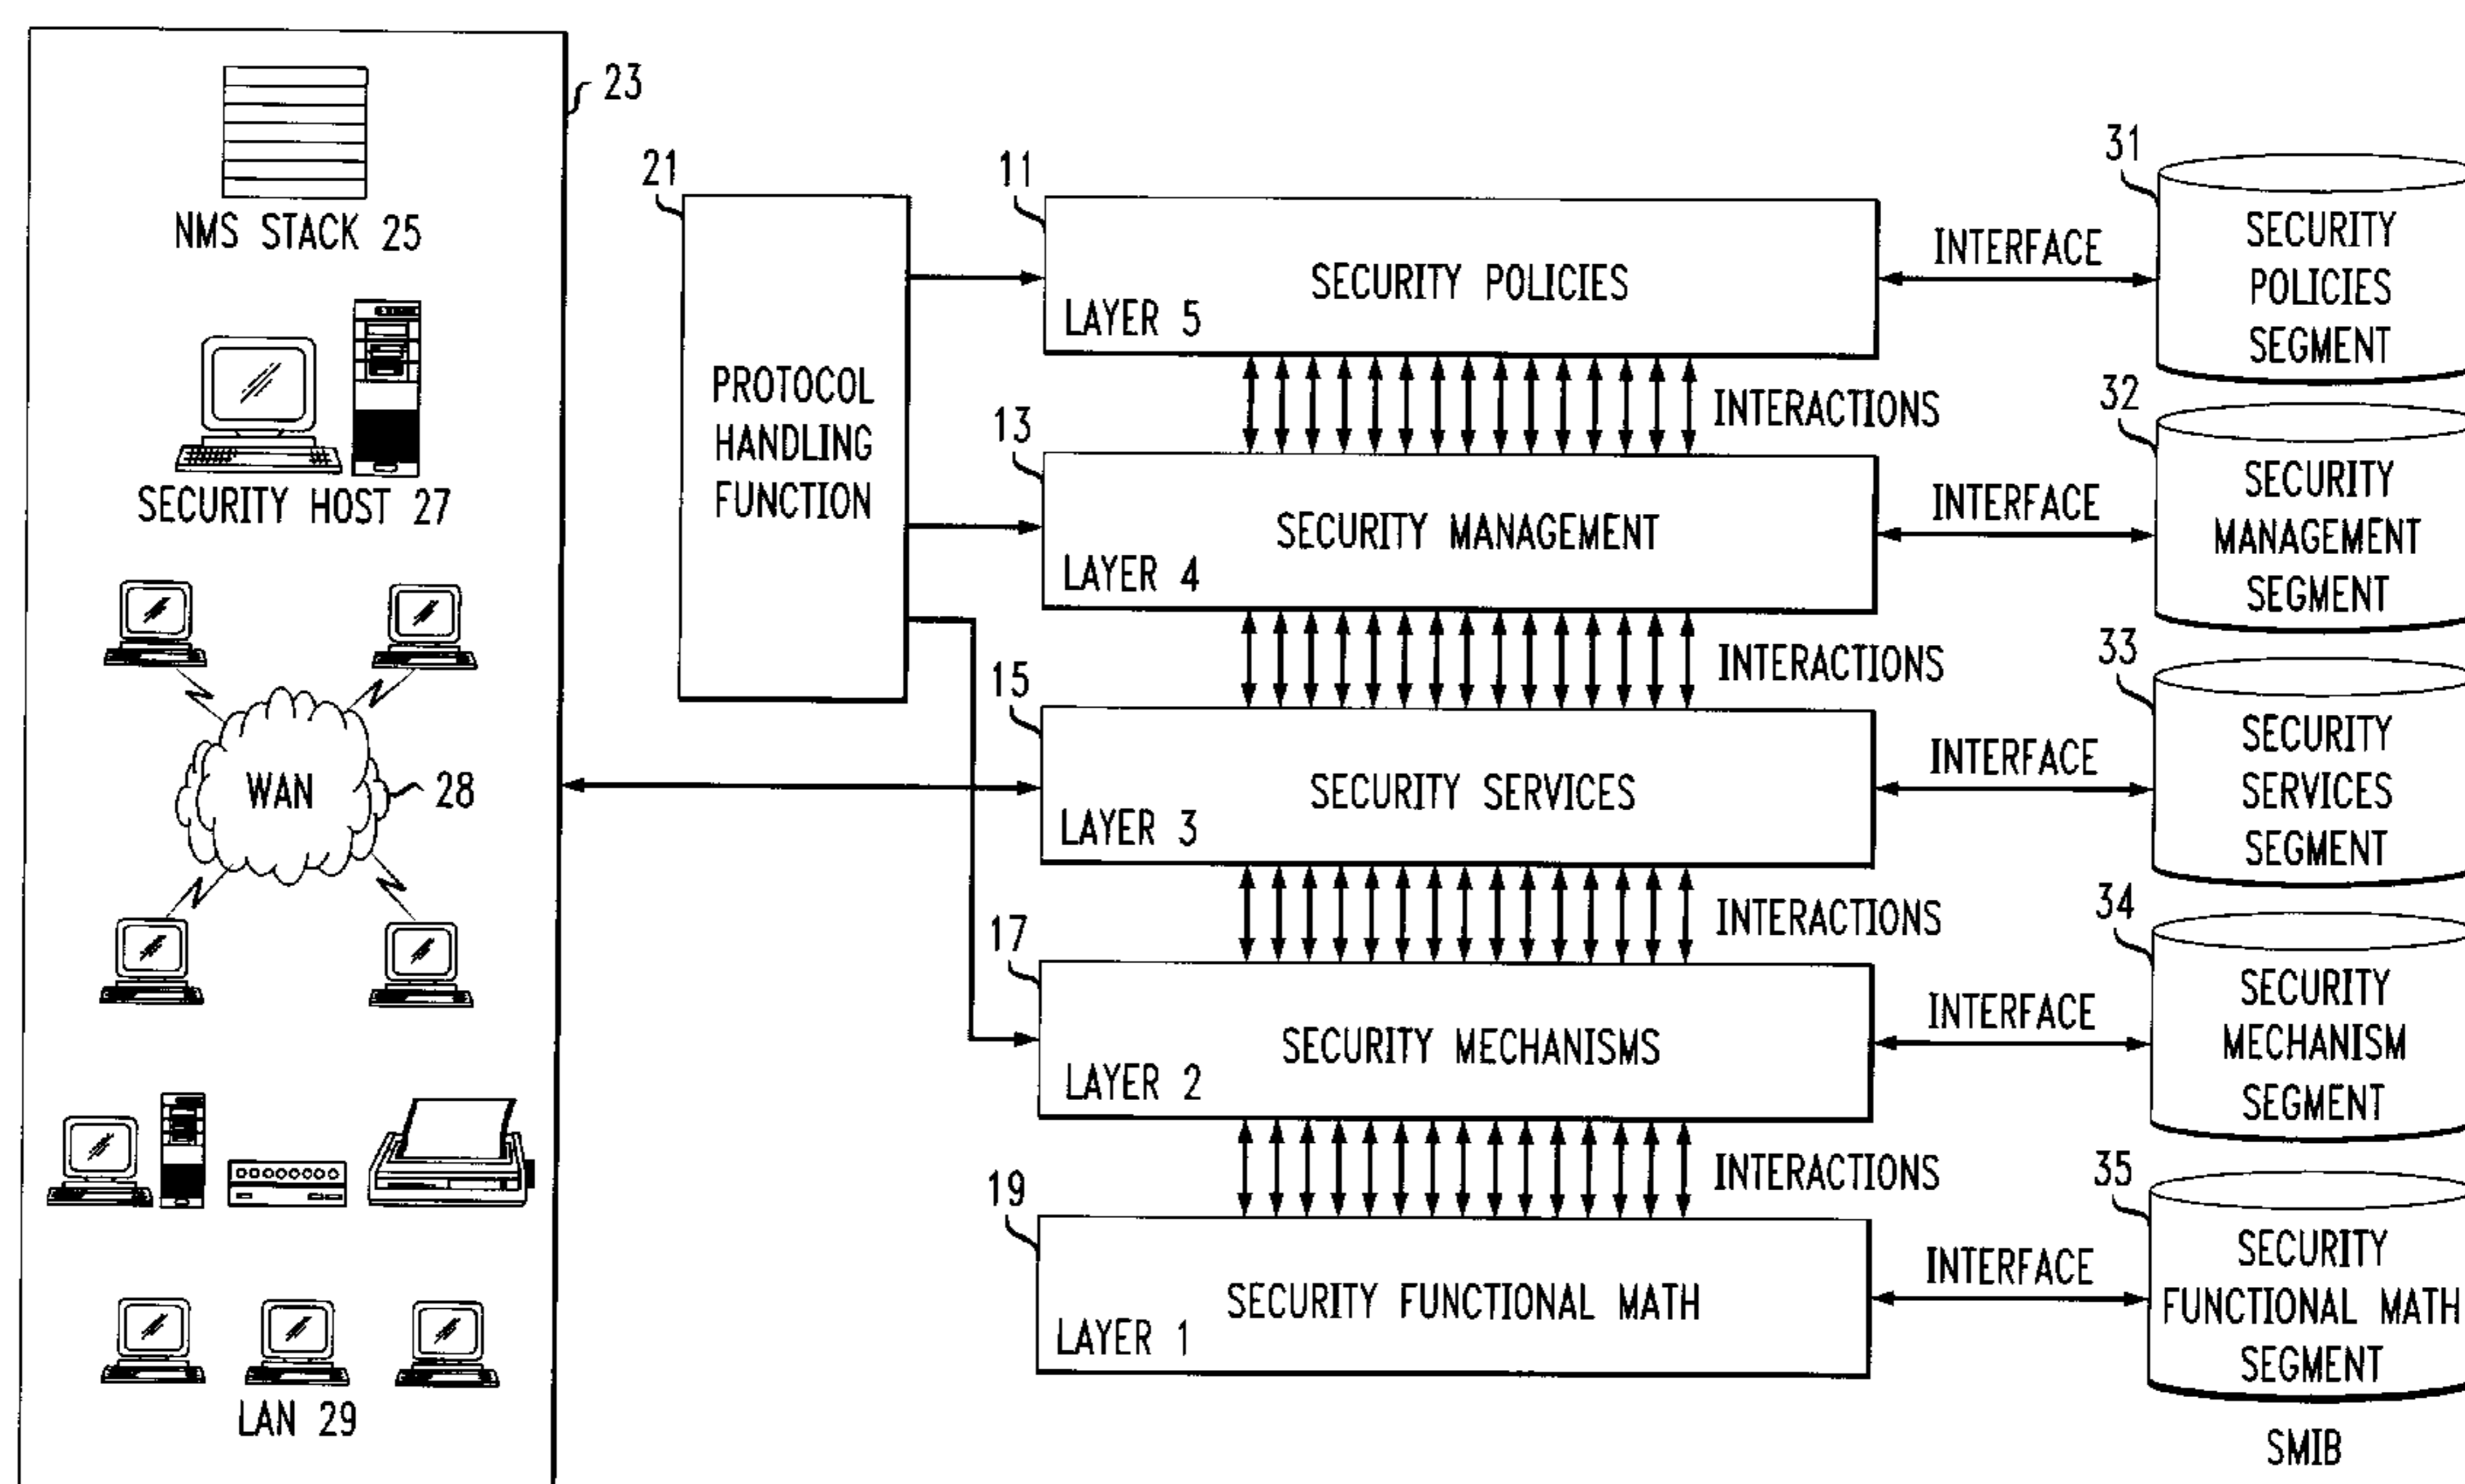 23
NMS STACK 25
SECURITY HOST 27
WAN
28
LAN 29
21
PROTOCOL
HANDLING
FUNCTION
11
SECURITY POLICIES
LAYER 5
INTERACTIONS
13
SECURITY MANAGEMENT
LAYER 4
INTERACTIONS
15
SECURITY SERVICES
LAYER 3
INTERACTIONS
17
SECURITY MECHANISMS
LAYER 2
INTERACTIONS
19
SECURITY FUNCTIONAL MATH
LAYER 1
INTERFACE
31
SECURITY
POLICIES
SEGMENT
INTERFACE
32
SECURITY
MANAGEMENT
SEGMENT
INTERFACE
33
SECURITY
SERVICES
SEGMENT
INTERFACE
34
SECURITY
MECHANISM
SEGMENT
INTERFACE
35
SECURITY
FUNCTIONAL MATH
SEGMENT
SMIB